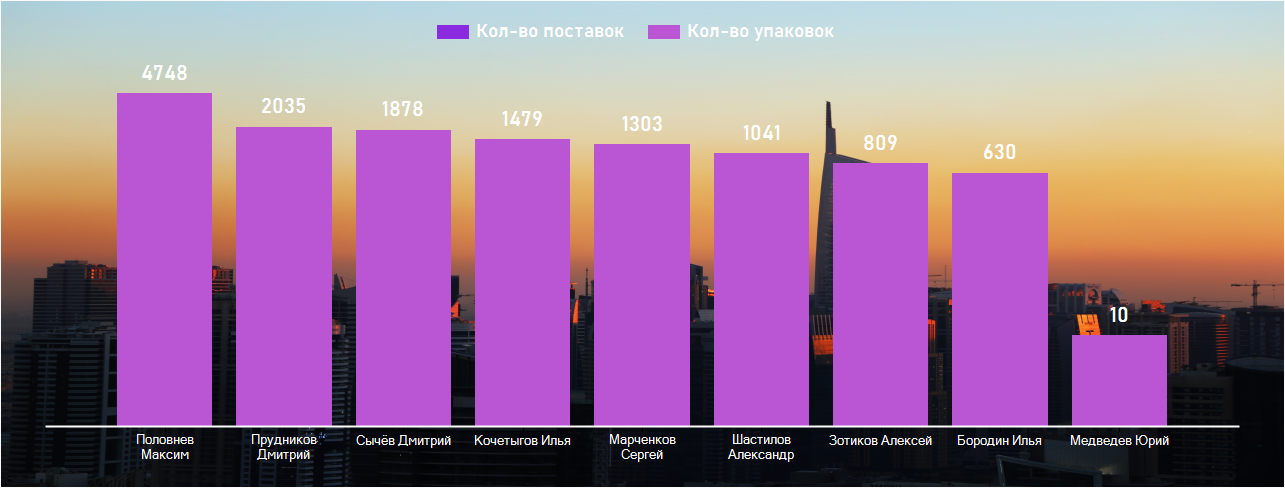 Кол-во поставок Кол-во упаковок
4748
2035
1878
1479
1303
1041
809
630
10
Половнев
Максим
Прудников
Дмитрий
Сычёв Дмитрий
Кочетыгов Илья
Марченков
Сергей
Шастилов
Александр
Зотиков Алексей
Бородин Илья
Медведев Юрий